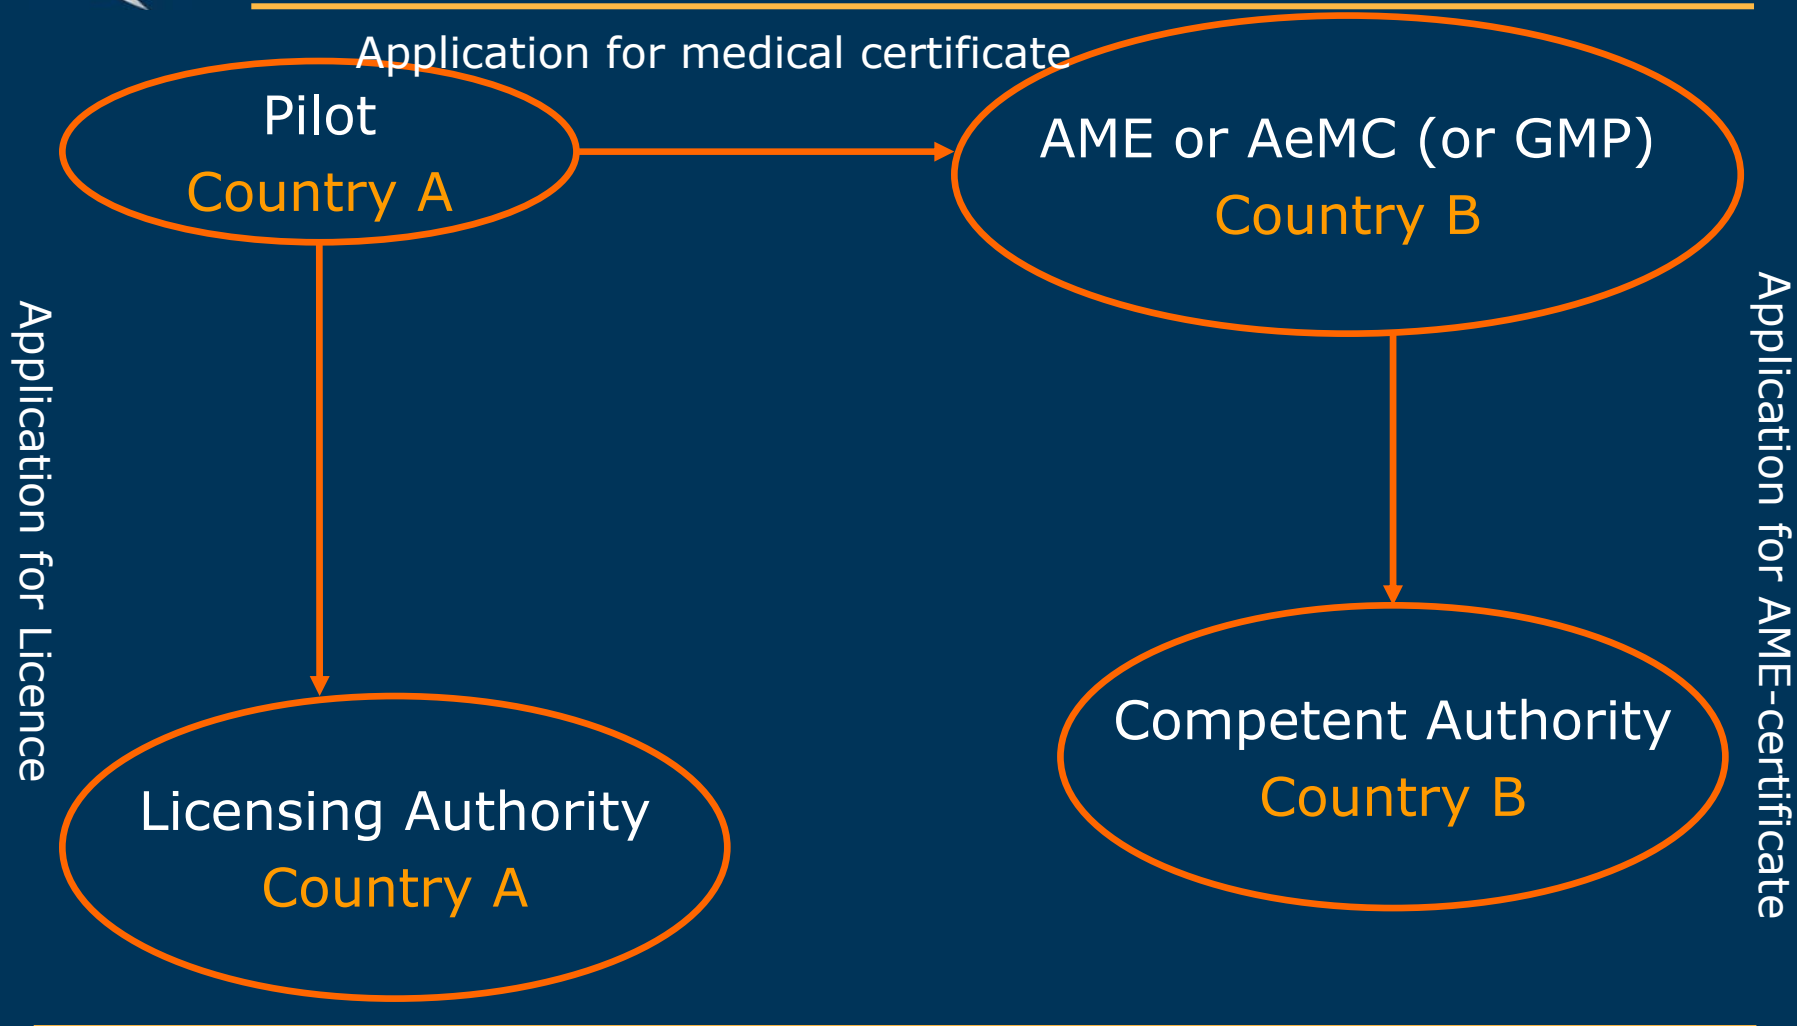 Application for medical certificate
Pilot
Country A
AME or AeMC (or GMP)
Country B
Application for Licence
Application for AME-certificate
Competent Authority
Country B
Licensing Authority
Country A